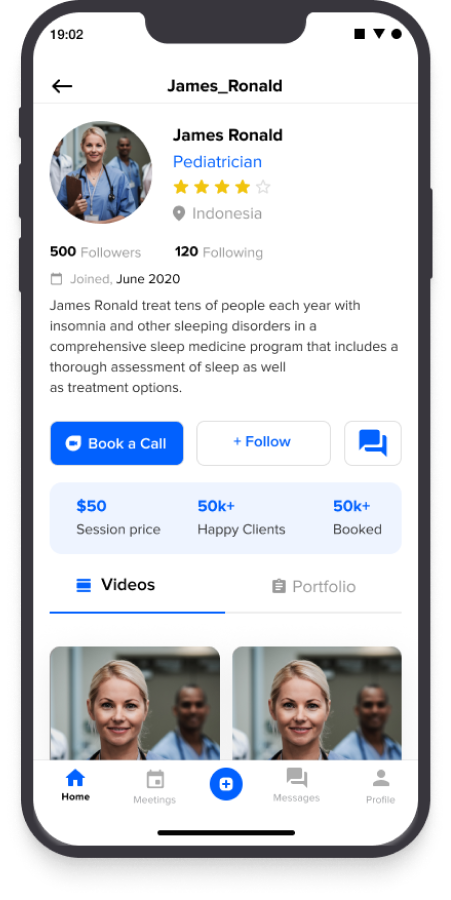 19:02
James_Ronald
James Ronald
Pediatrician
Indonesia
500 Followers 120 Following
Joined, June 2020
James Ronald treat tens of people each year with
insomnia and other sleeping disorders in a
comprehensive sleep medicine program that includes a
thorough assessment of sleep as well
as treatment options.
Book a Call + Follow
$50 50k+ 50k+
Session price Happy Clients Booked
Videos Portfolio
Home Meetings Messages Profile